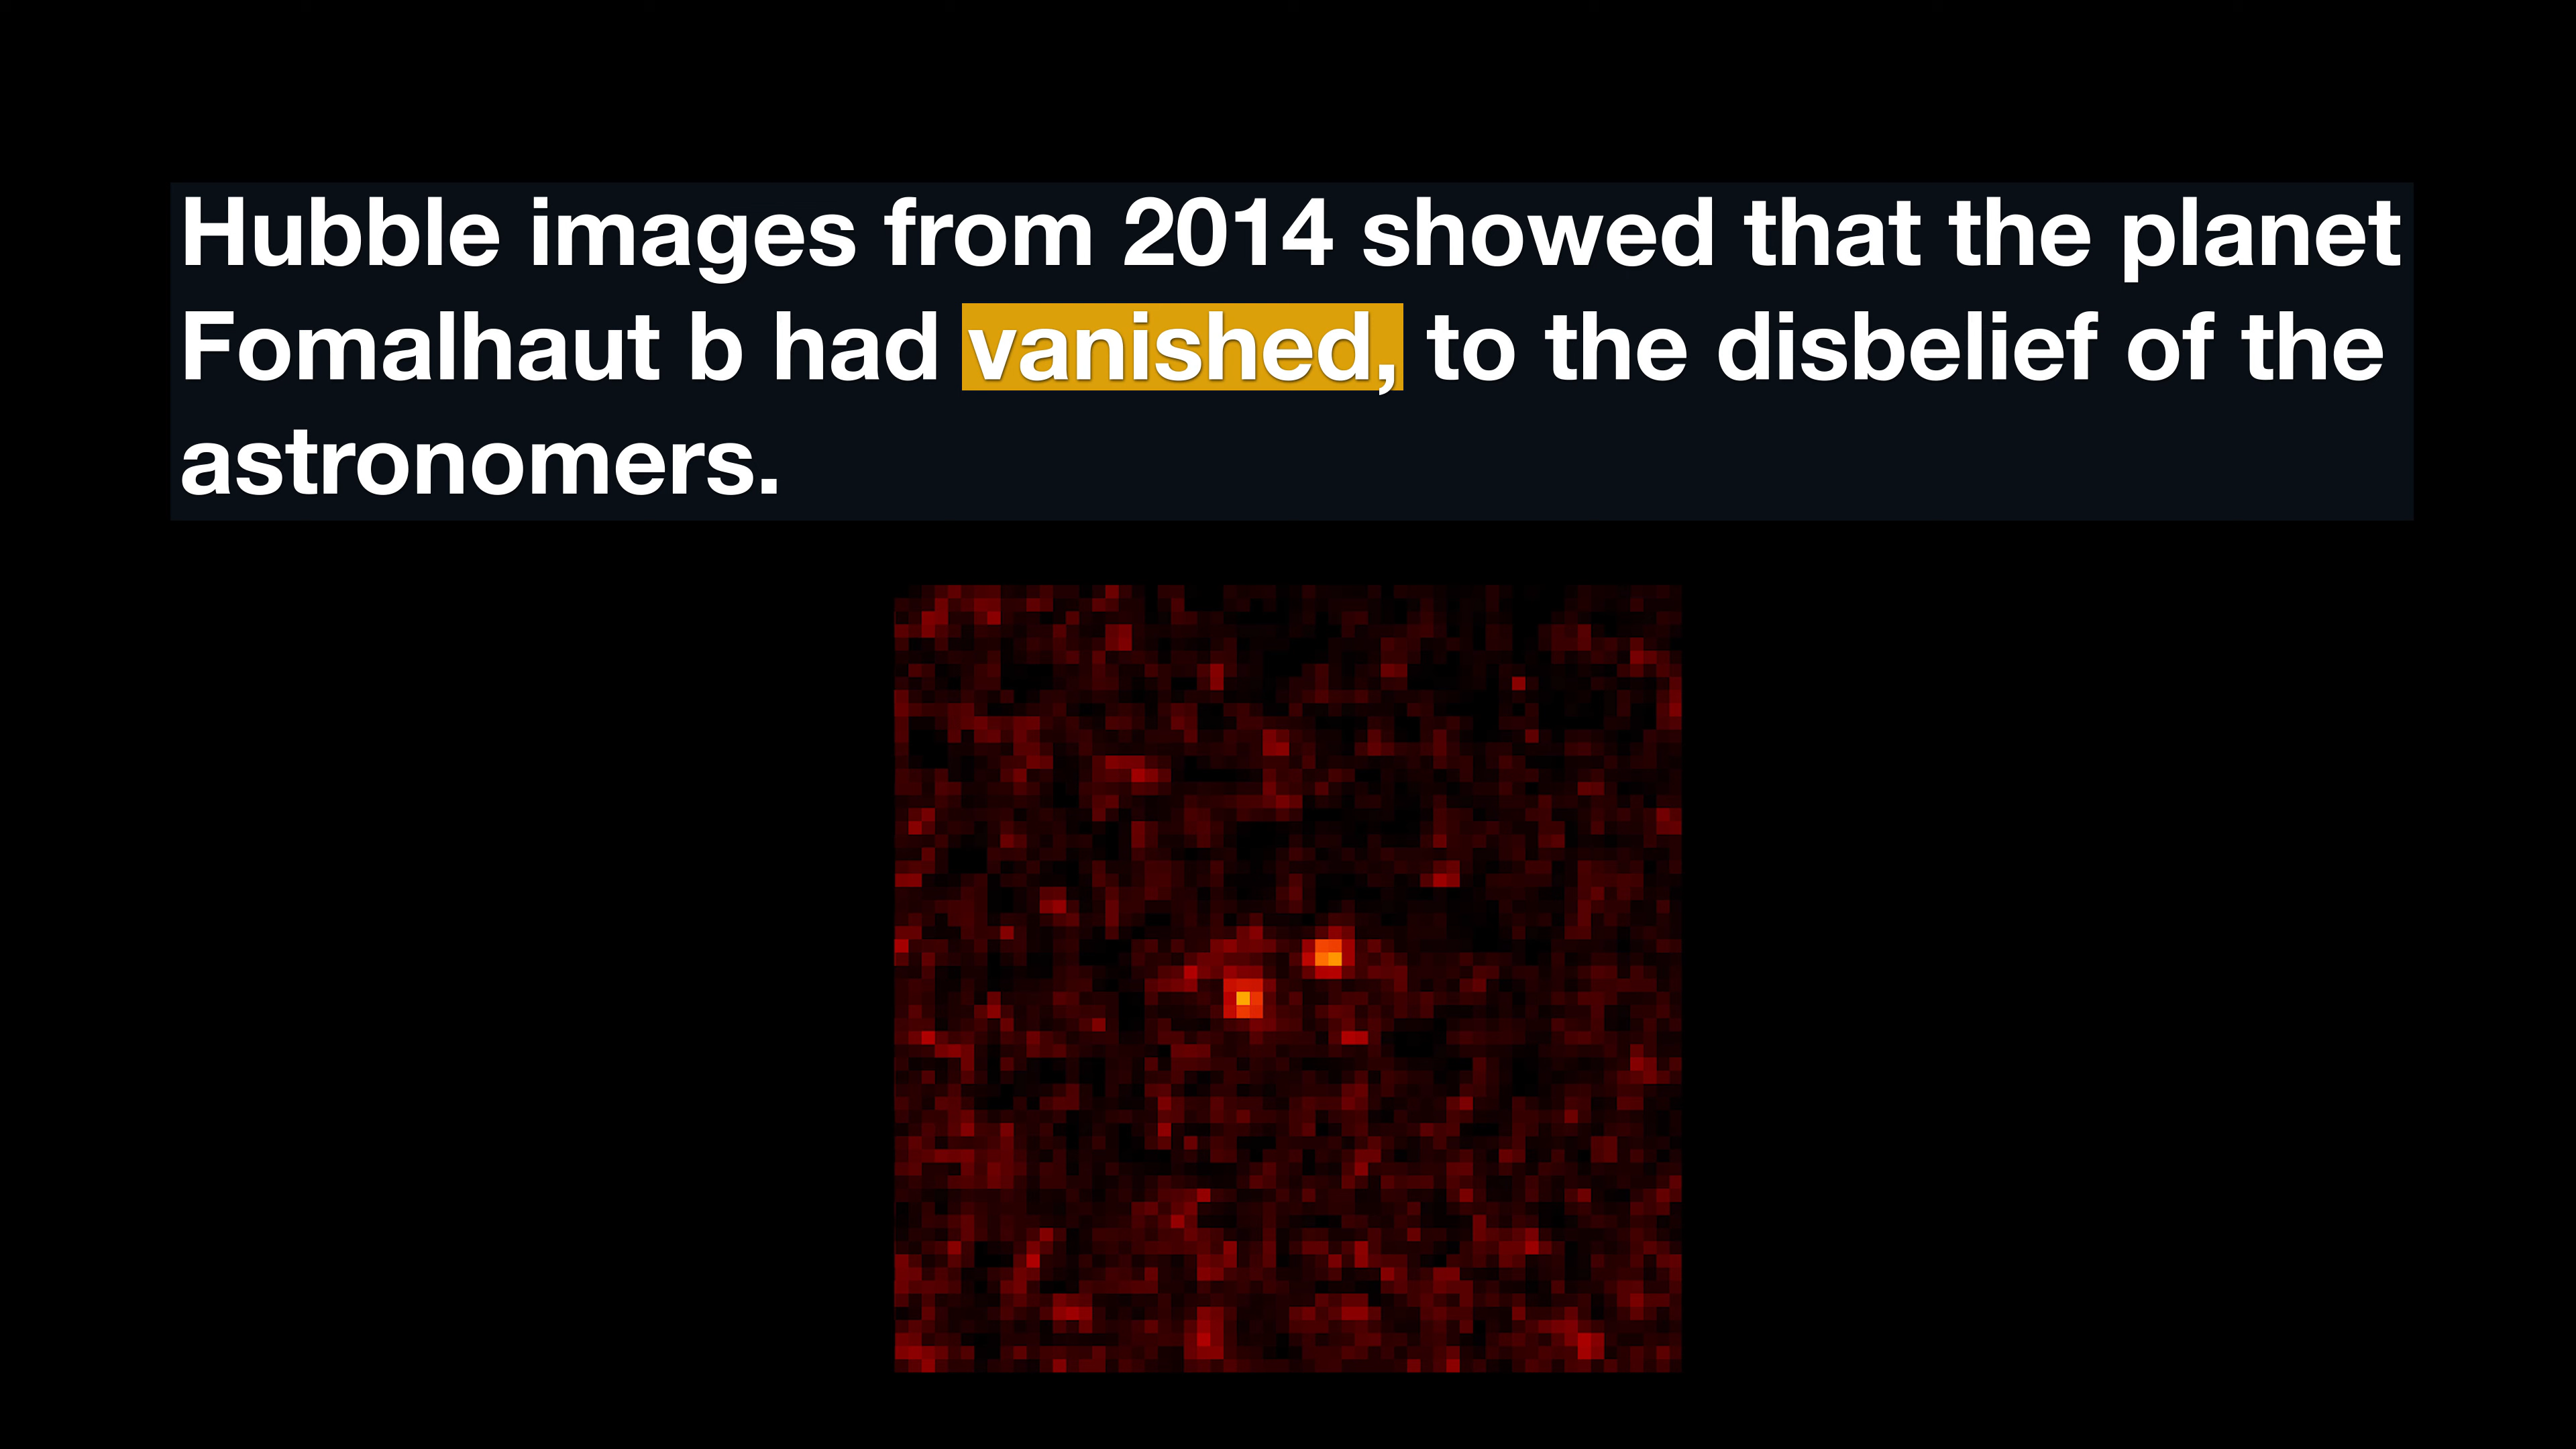 Hubble images from 2014 showed that the planet
Fomalhaut b had vanished, to the disbelief of the
astronomers.